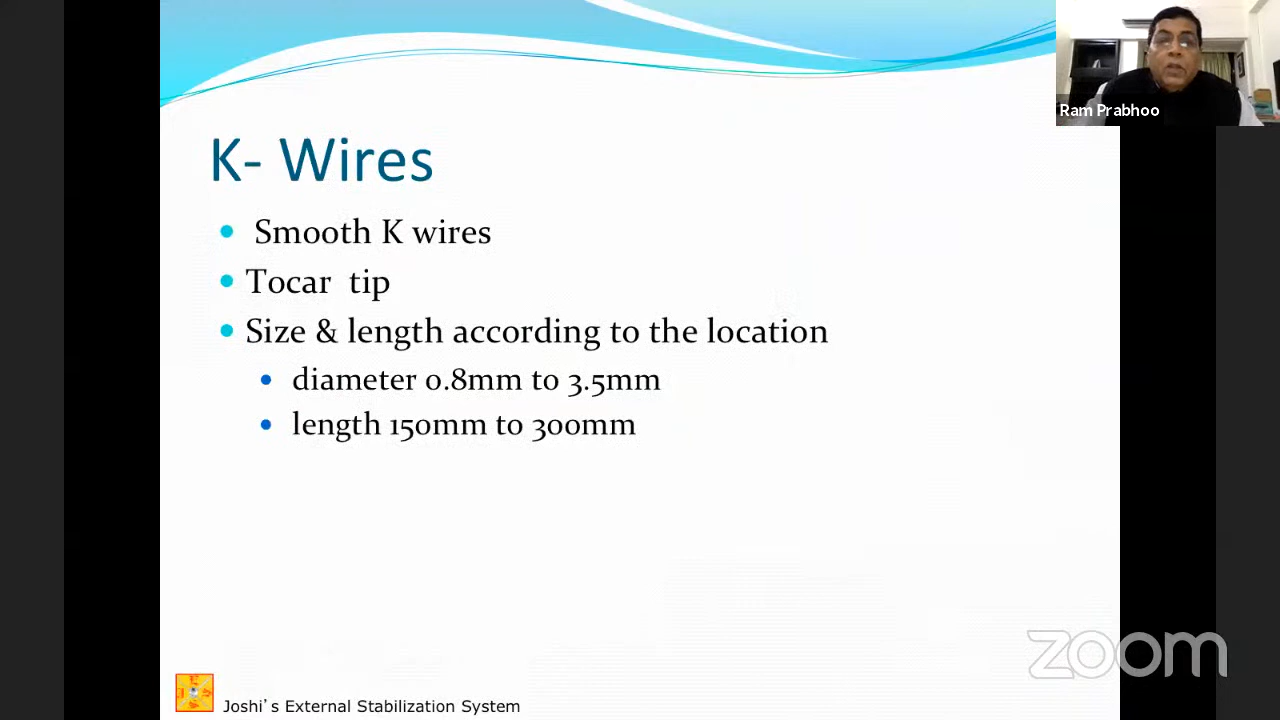 Ram Prabhoo
K- Wires
Smooth K wires
Tocar tip
Size & length according to the location
diameter 0.8mm to 3.5mm
length 150mm to 300mm
zoom
Joshi's External Stabilization System